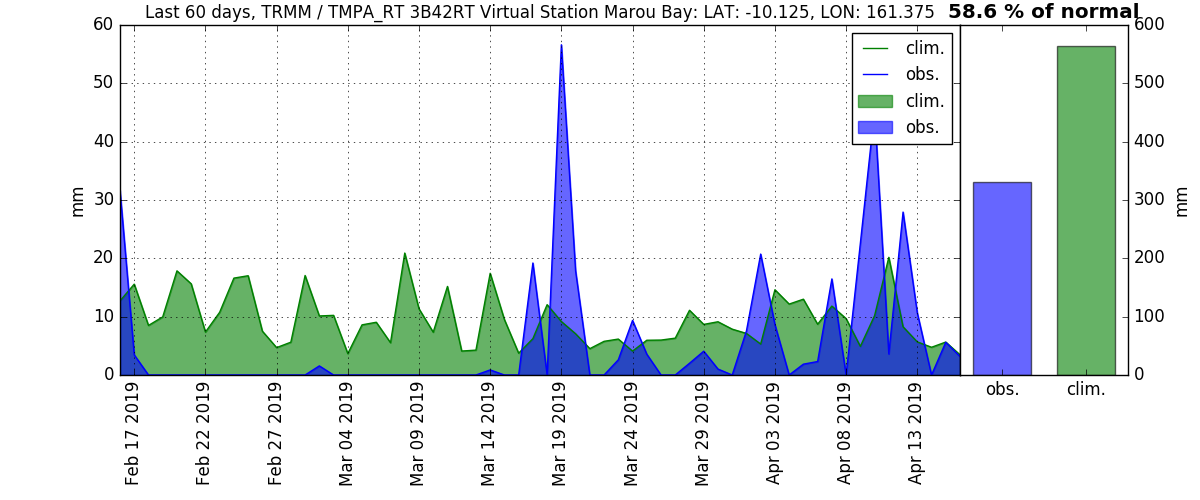 Last 60 days, TRMM / TMPA_RT 3B42RT Virtual Station Marou Bay: LAT: -10.125, LON: 161.375 58.6 % of normal
60
50
40
30
20
10
0
mm
clim.
obs.
clim.
obs.
600
500
400
300
200
100
0
mm
Feb 17 2019
Feb 22 2019
Feb 27 2019
Mar 04 2019
Mar 09 2019
Mar 14 2019
Mar 19 2019
Mar 24 2019
Mar 29 2019
Apr 03 2019
Apr 08 2019
Apr 13 2019
obs.
clim.